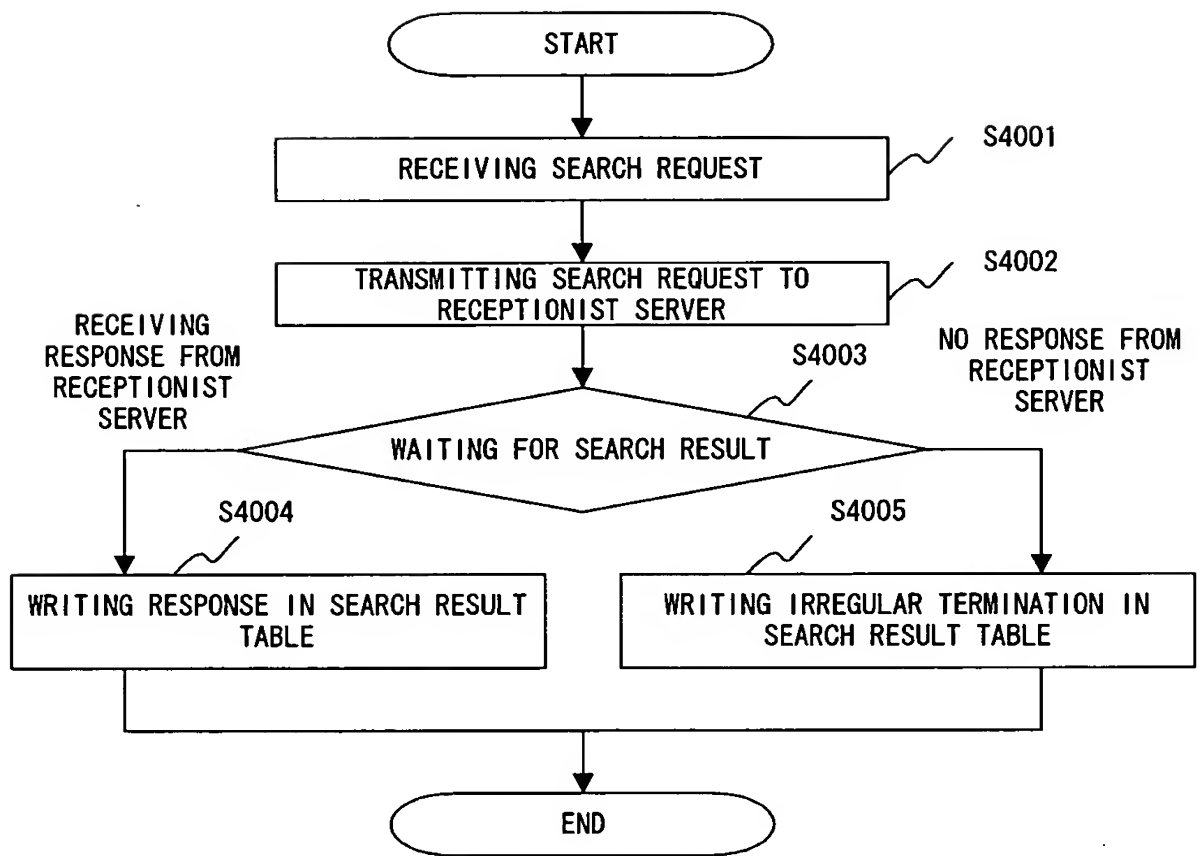 START
RECEIVING SEARCH REQUEST
S4001
TRANSMITTING SEARCH REQUEST TO
RECEPTIONIST SERVER
S4002
RECEIVING
RESPONSE FROM
RECEPTIONIST
SERVER
S4003
NO RESPONSE FROM
RECEPTIONIST
SERVER
WAITING FOR SEARCH RESULT
S4004
S4005
WRITING RESPONSE IN SEARCH RESULT
TABLE
WRITING IRREGULAR TERMINATION IN
SEARCH RESULT TABLE
END